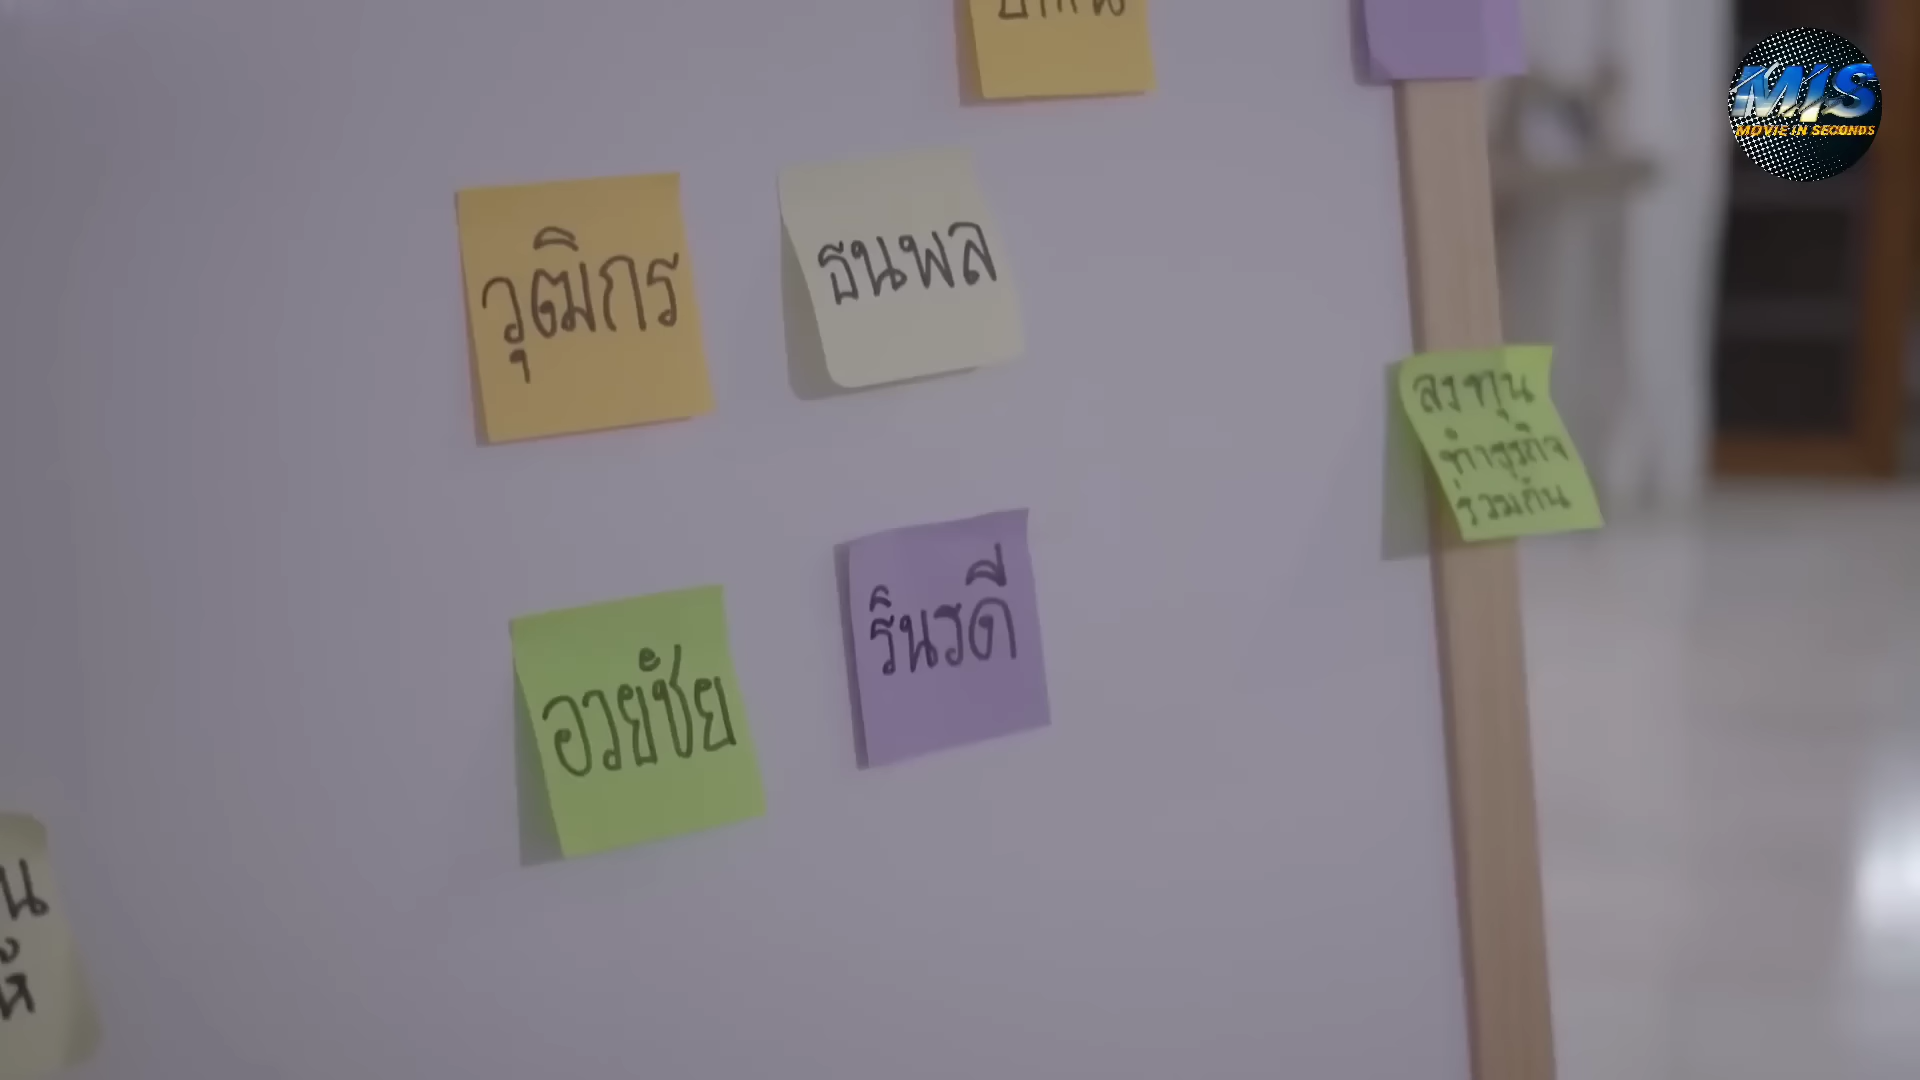 MIS
MOVIE IN SECONDS
วุฒิกร
ธนพล
ลงทุน
ทำธุรกิจ
ร่วมกัน
รินรดี
อวยชัย